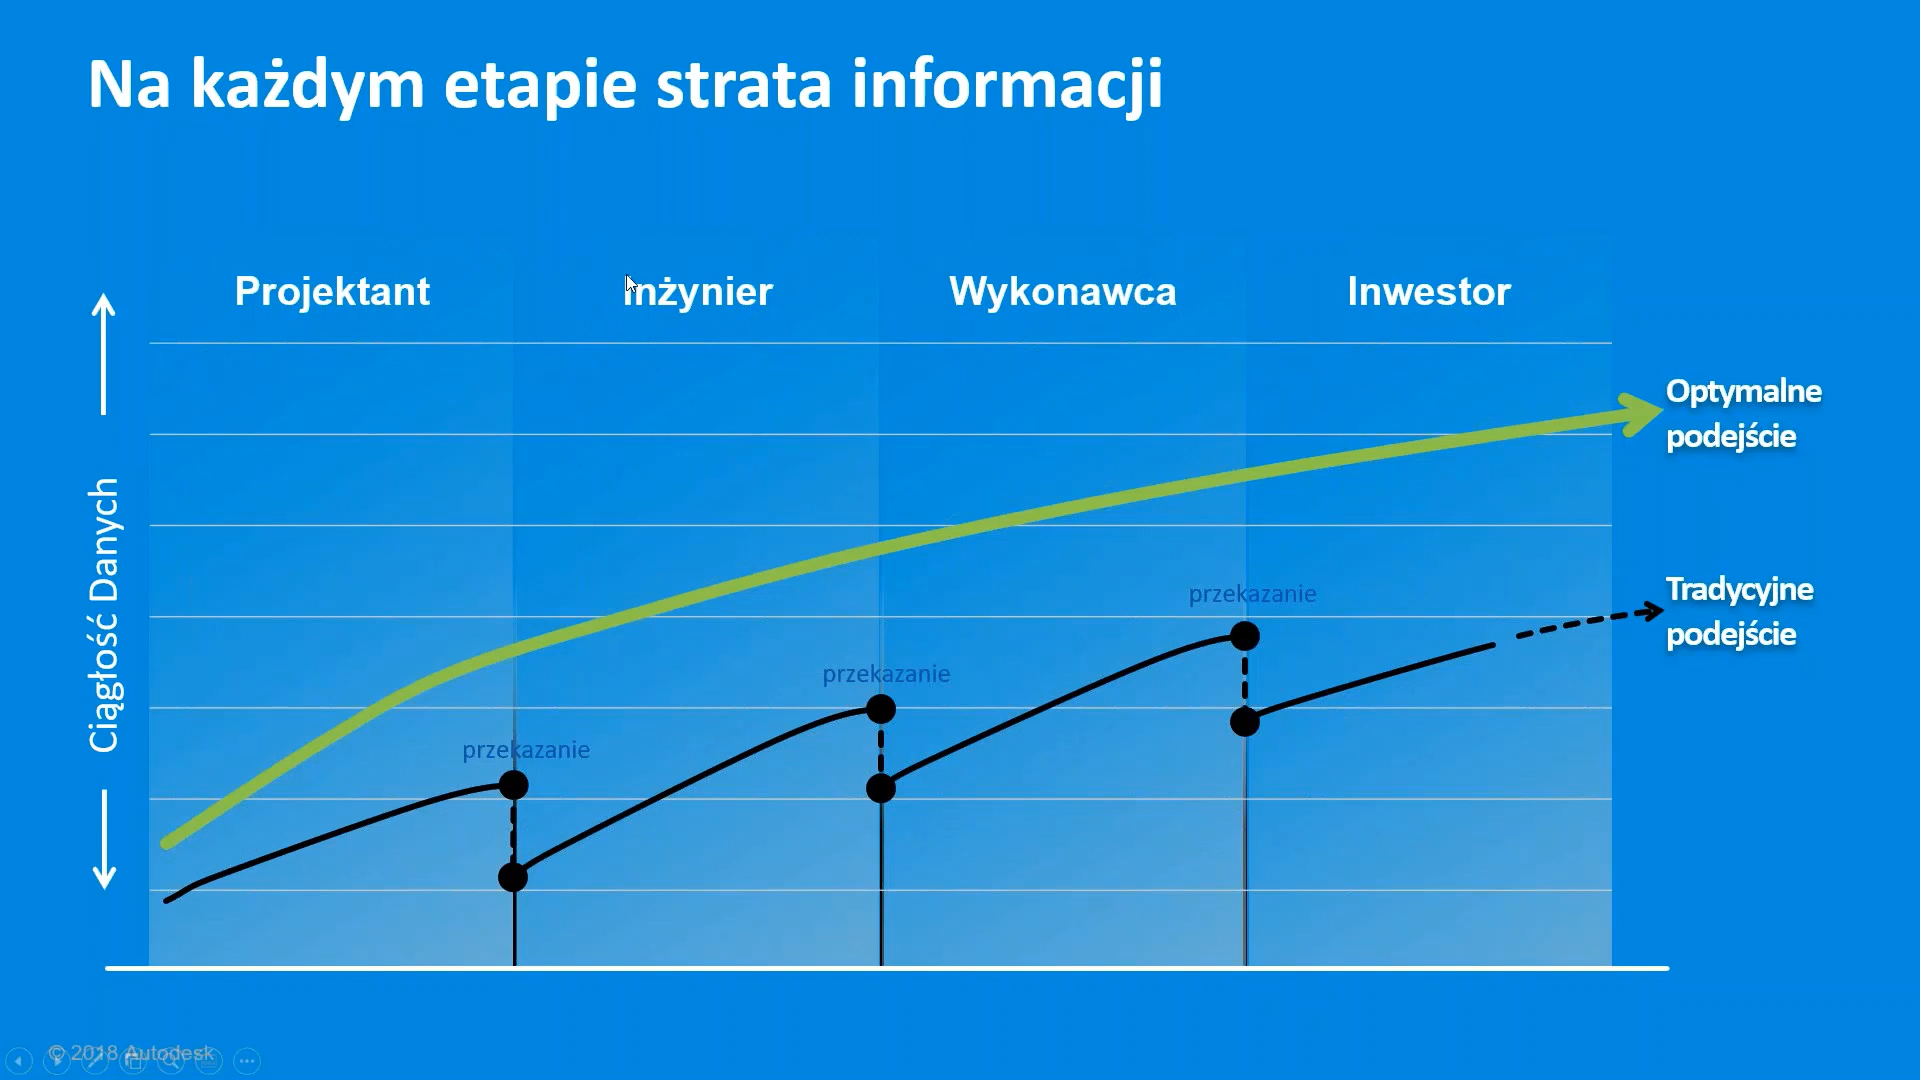 Na każdym etapie strata informacji
Projektant
Inżynier
Wykonawca
Inwestor
Optymalne
podejście
Ciągłość Danych
Tradycyjne
podejście
przekazanie
przekazanie
przekazanie
© 2018 Autodesk